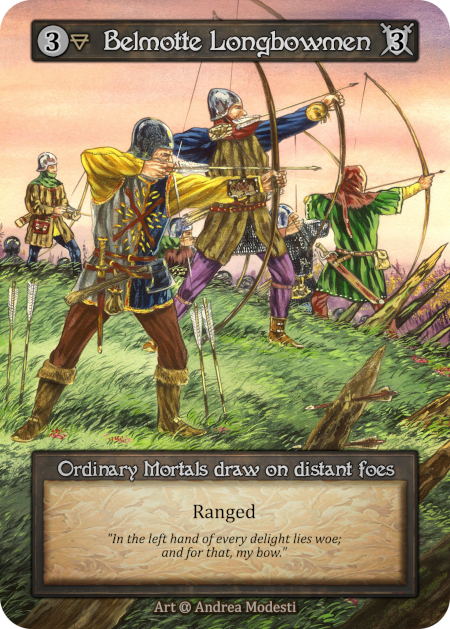 3 Belmotte Longbowmen 3
Ordinary Mortals draw on distant foes
Ranged
"In the left hand of every delight lies woe;
and for that, my bow."
Art @ Andrea Modesti